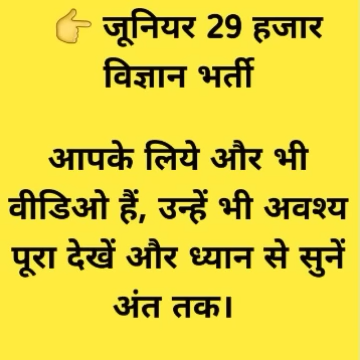 👉 जूनियर 29 हजार
विज्ञान भर्ती
आपके लिये और भी
वीडिओ हैं, उन्हें भी अवश्य
पूरा देखें और ध्यान से सुनें
अंत तक।